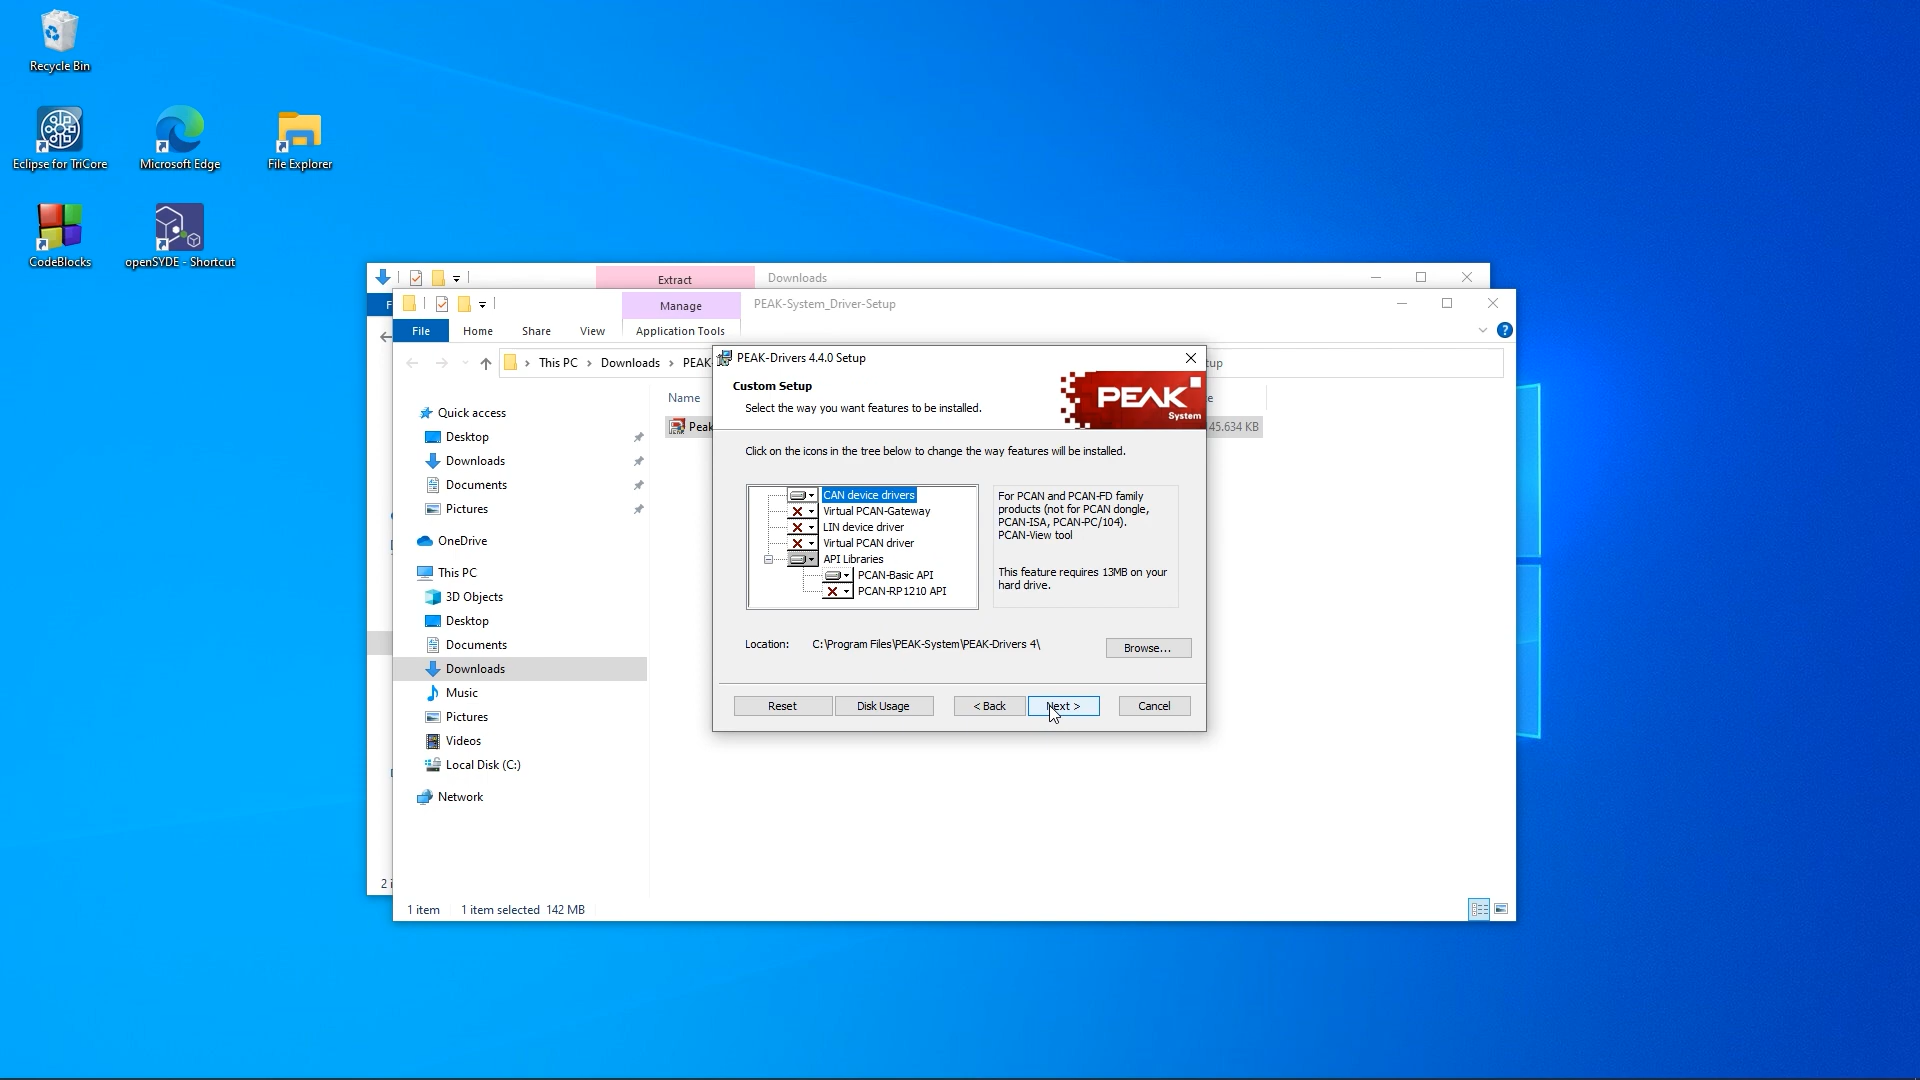 Recycle Bin
Eclipse for TriCore
Microsoft Edge
File Explorer
CodeBlocks
openSYDE - Shortcut
Extract
Downloads
Manage
PEAK-System_Driver-Setup
File
Home
Share
View
Application Tools
This PC
Downloads
PEAK-
Name
Peak
45.634 KB
Quick access
Desktop
Downloads
Documents
Pictures
OneDrive
This PC
3D Objects
Desktop
Documents
Downloads
Music
Pictures
Videos
Local Disk (C:)
Network
1 item
1 item selected 142 MB
PEAK-Drivers 4.4.0 Setup
Custom Setup
Select the way you want features to be installed.
PEAK
System
Click on the icons in the tree below to change the way features will be installed.
CAN device drivers
Virtual PCAN-Gateway
LIN device driver
Virtual PCAN driver
API Libraries
PCAN-Basic API
PCAN-RP1210 API
For PCAN and PCAN-FD family
products (not for PCAN dongle,
PCAN-ISA, PCAN-PC/104).
PCAN-View tool
This feature requires 13MB on your
hard drive.
Location: C:\Program Files\PEAK-System\PEAK-Drivers 4\
Browse...
Reset
Disk Usage
< Back
Next >
Cancel